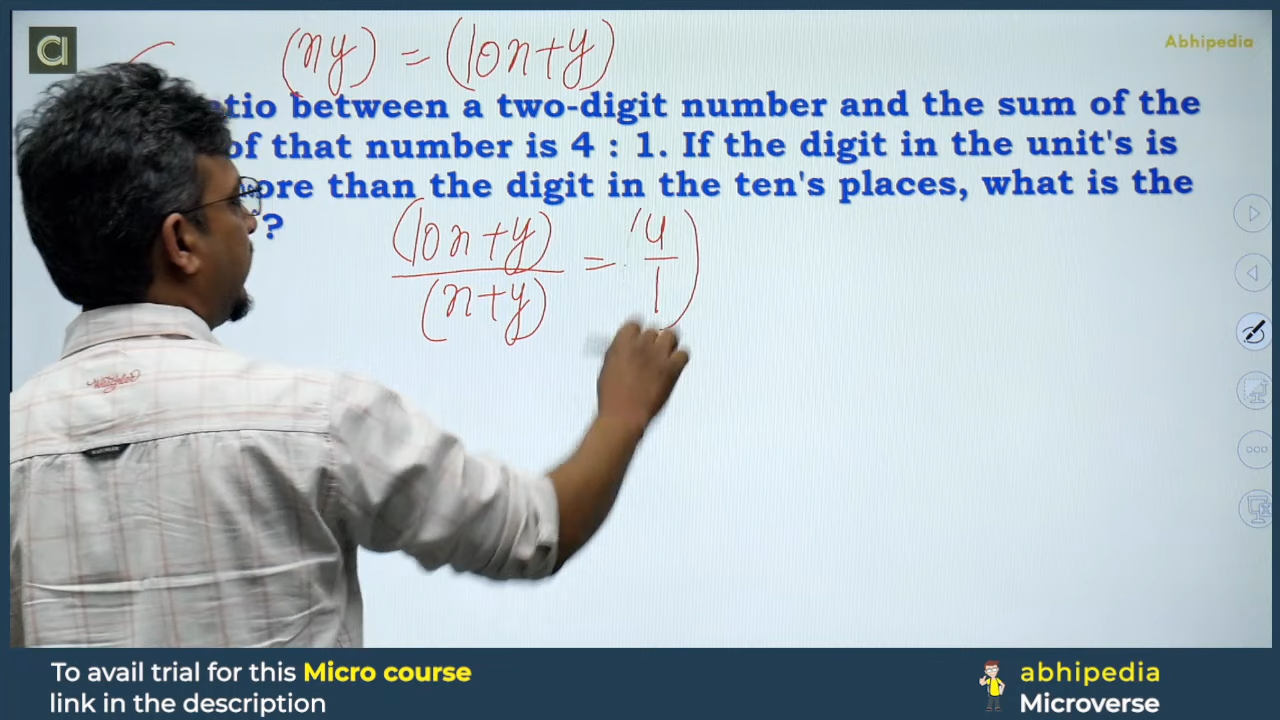 CI
(xy) = (10x+y)
Abhipedia
between a two-digit number and the sum of the
of that number is 4 : 1. If the digit in the unit's is
than the digit in the ten's places, what is the
?
(10x+y)
= 4
(x+y) 1
To avail trial for this Micro course
link in the description
abhipedia
Microverse